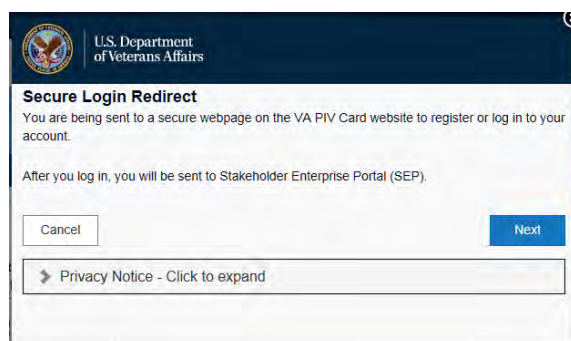 U.S. Department
of Veterans Affairs
Secure Login Redirect
You are being sent to a secure webpage on the VA PIV Card website to register or log in to your
account.
After you log in, you will be sent to Stakeholder Enterprise Portal (SEP).
Cancel
Next
Privacy Notice - Click to expand